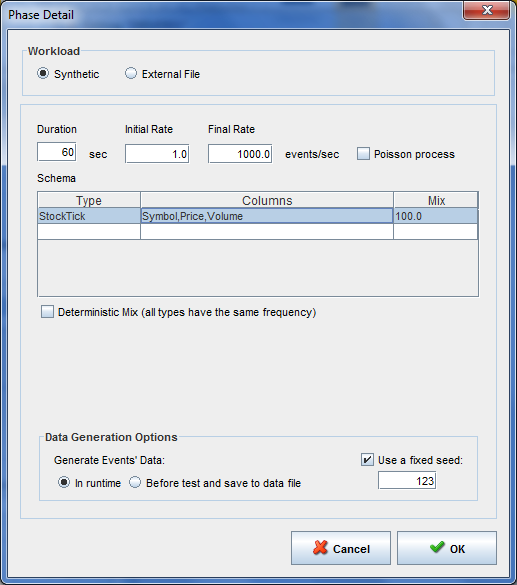 Phase Detail
Workload
Synthetic External File
Duration Initial Rate Final Rate
60 sec 1.0 1000.0 events/sec Poisson process
Schema
Type Columns Mix
StockTick Symbol,Price,Volume 100.0
Deterministic Mix (all types have the same frequency)
Data Generation Options
Generate Events' Data: Use a fixed seed:
In runtime Before test and save to data file 123
Cancel OK